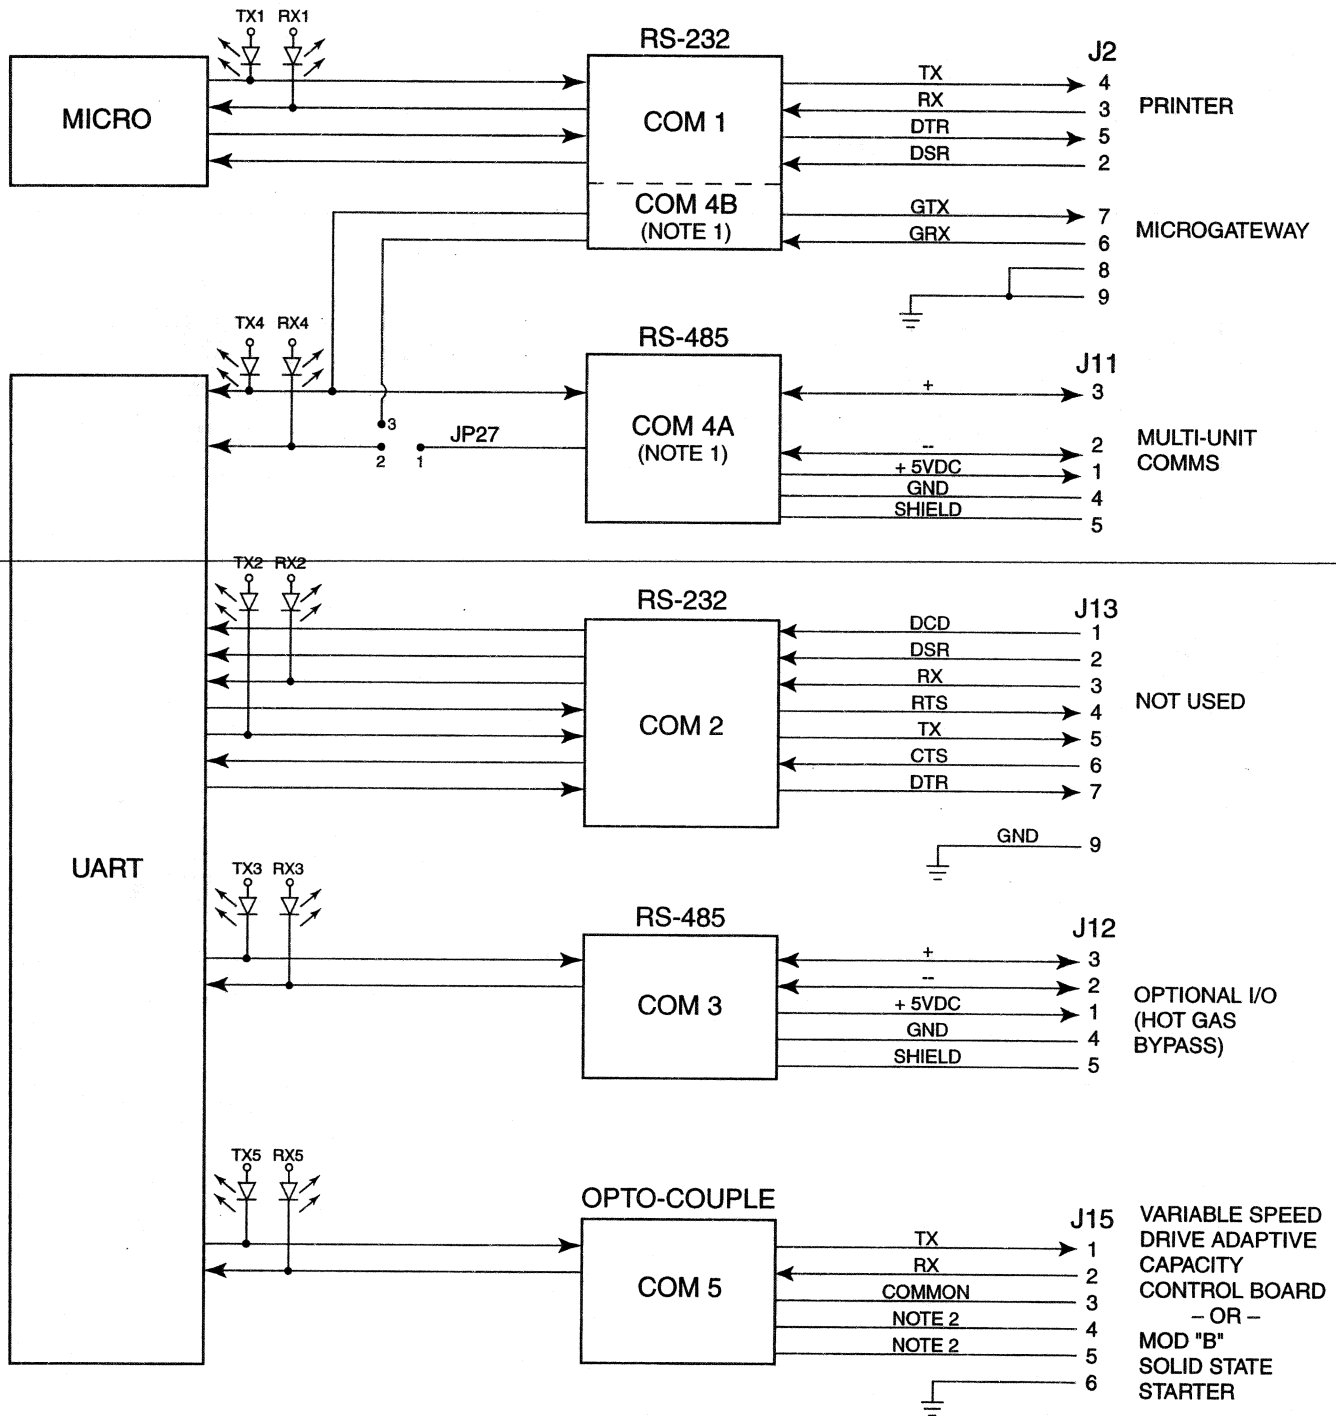 TX1 RX1
RS-232
J2
MICRO
COM 1
TX 4
RX 3
DTR 5
DSR 2
PRINTER
COM 4B
(NOTE 1)
GTX 7
GRX 6
MICROGATEWAY
8
9
TX4 RX4
RS-485
J11
COM 4A
(NOTE 1)
3
JP27
2 1
+ 3
-- 2
+ 5VDC 1
GND 4
SHIELD 5
MULTI-UNIT
COMMS
UART
TX2 RX2
RS-232
J13
COM 2
DCD 1
DSR 2
RX 3
RTS 4
TX 5
CTS 6
DTR 7
GND 9
NOT USED
TX3 RX3
RS-485
J12
COM 3
+ 3
-- 2
+ 5VDC 1
GND 4
SHIELD 5
OPTIONAL I/O
(HOT GAS
BYPASS)
TX5 RX5
OPTO-COUPLE
J15
COM 5
TX 1
RX 2
COMMON 3
NOTE 2 4
NOTE 2 5
6
VARIABLE SPEED
DRIVE ADAPTIVE
CAPACITY
CONTROL BOARD
– OR –
MOD "B"
SOLID STATE
STARTER